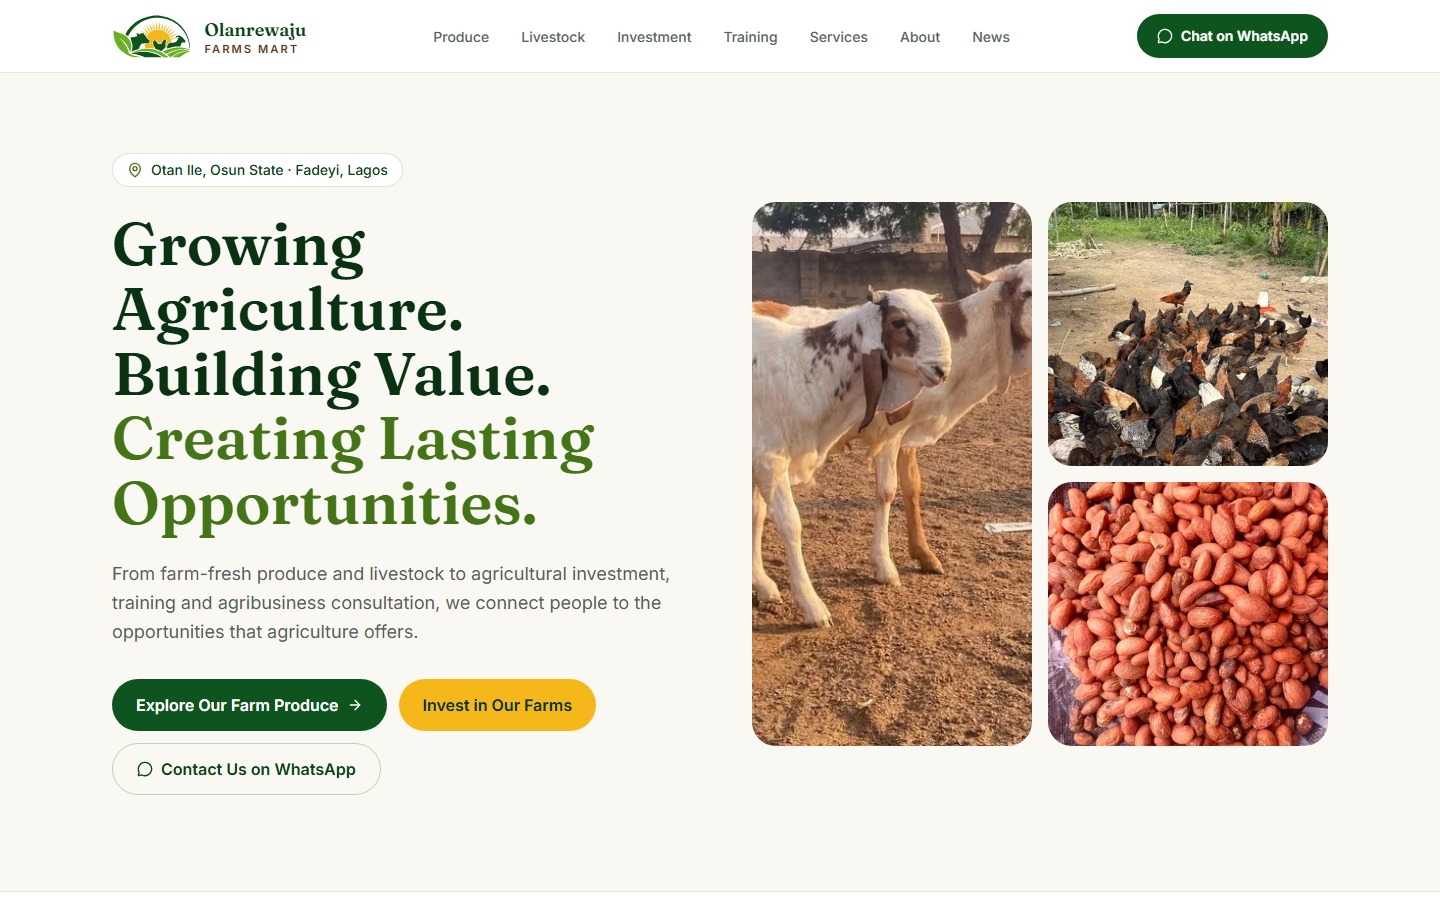 Olanrewaju
FARMS MART
Produce
Livestock
Investment
Training
Services
About
News
Chat on WhatsApp
Otan Ile, Osun State · Fadeyi, Lagos
Growing
Agriculture.
Building Value.
Creating Lasting
Opportunities.
From farm-fresh produce and livestock to agricultural investment,
training and agribusiness consultation, we connect people to the
opportunities that agriculture offers.
Explore Our Farm Produce
Invest in Our Farms
Contact Us on WhatsApp